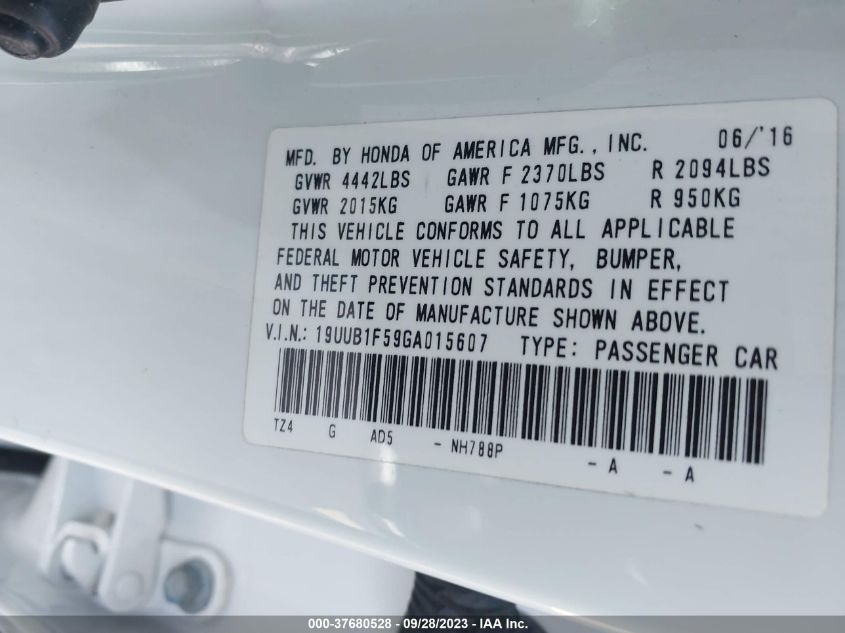 MFD. BY HONDA OF AMERICA MFG., INC. 06/'16
GVWR 4442LBS GAWR F 2370LBS R 2094LBS
GVWR 2015KG GAWR F 1075KG R 950KG
THIS VEHICLE CONFORMS TO ALL APPLICABLE
FEDERAL MOTOR VEHICLE SAFETY, BUMPER,
AND THEFT PREVENTION STANDARDS IN EFFECT
ON THE DATE OF MANUFACTURE SHOWN ABOVE.
V.I.N.: 19UUB1F59GA015607 TYPE: PASSENGER CAR
TZ4 G AD5 - NH788P - A - A
000-37680528 - 09/28/2023 - IAA Inc.